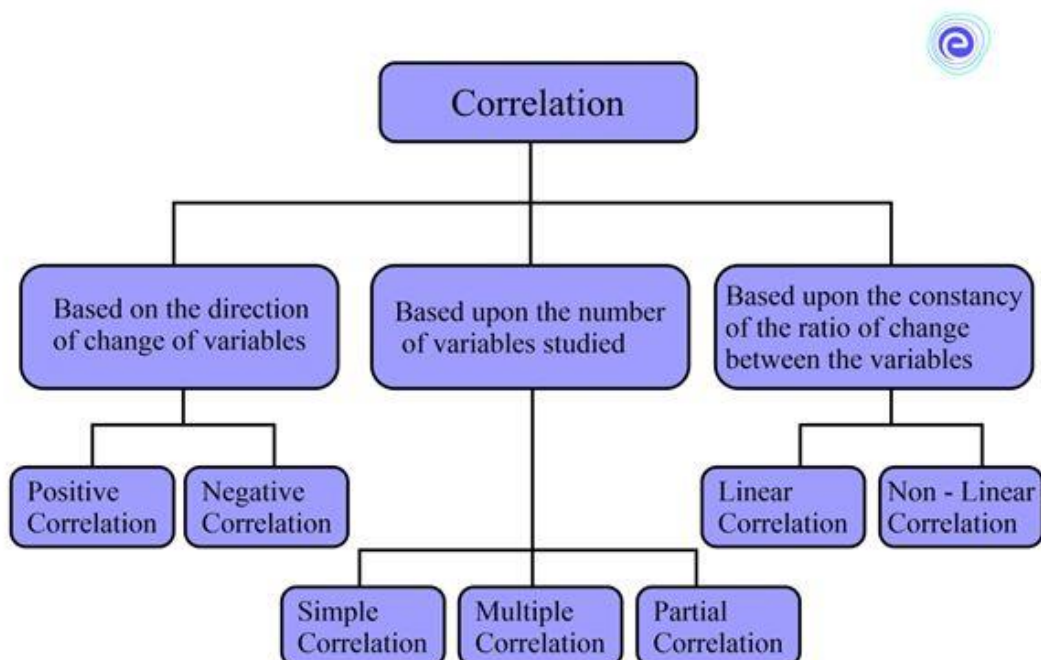 Correlation
Based on the direction
of change of variables
Based upon the number
of variables studied
Based upon the constancy
of the ratio of change
between the variables
Positive
Correlation
Negative
Correlation
Linear
Correlation
Non - Linear
Correlation
Simple
Correlation
Multiple
Correlation
Partial
Correlation